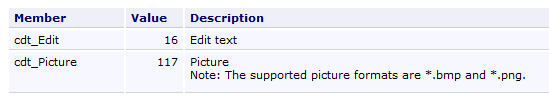 Member Value Description
cdt_Edit 16 Edit text
cdt_Picture 117 Picture
Note: The supported picture formats are *.bmp and *.png.